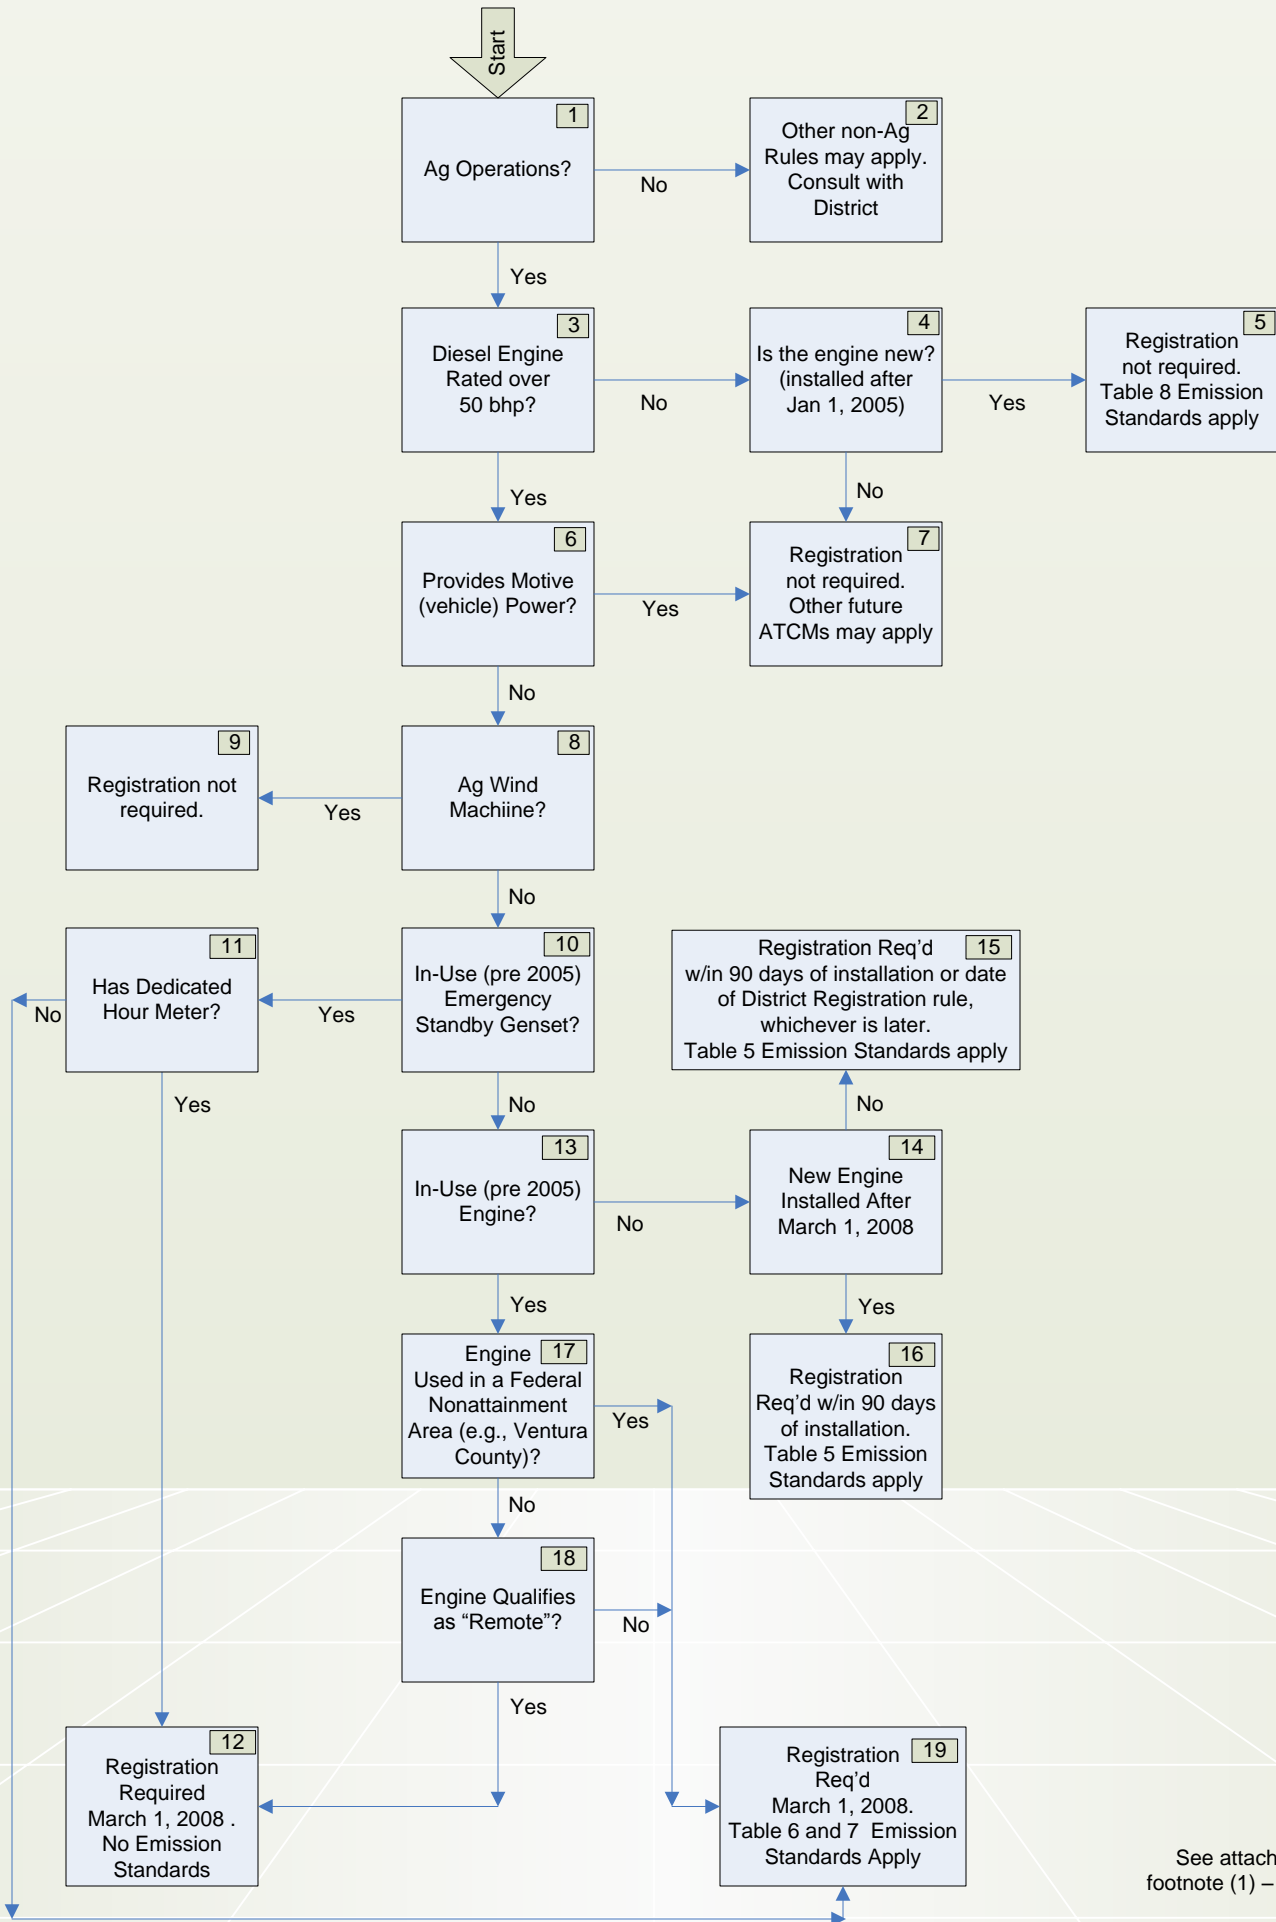 Start
1
Ag Operations?
No
2
Other non-Ag
Rules may apply.
Consult with
District
Yes
3
Diesel Engine
Rated over
50 bhp?
No
4
Is the engine new?
(installed after
Jan 1, 2005)
Yes
5
Registration
not required.
Table 8 Emission
Standards apply
Yes
No
6
Provides Motive
(vehicle) Power?
Yes
7
Registration
not required.
Other future
ATCMs may apply
No
9
Registration not
required.
Yes
8
Ag Wind
Machiine?
No
11
Has Dedicated
Hour Meter?
No
Yes
10
In-Use (pre 2005)
Emergency
Standby Genset?
15
Registration Req'd
w/in 90 days of installation or date
of District Registration rule,
whichever is later.
Table 5 Emission Standards apply
Yes
No
No
13
In-Use (pre 2005)
Engine?
No
14
New Engine
Installed After
March 1, 2008
Yes
Yes
17
Engine
Used in a Federal
Nonattainment
Area (e.g., Ventura
County)?
Yes
16
Registration
Req'd w/in 90 days
of installation.
Table 5 Emission
Standards apply
No
18
Engine Qualifies
as “Remote”?
No
Yes
12
Registration
Required
March 1, 2008 .
No Emission
Standards
19
Registration
Req'd
March 1, 2008.
Table 6 and 7 Emission
Standards Apply
See attach
footnote (1) –